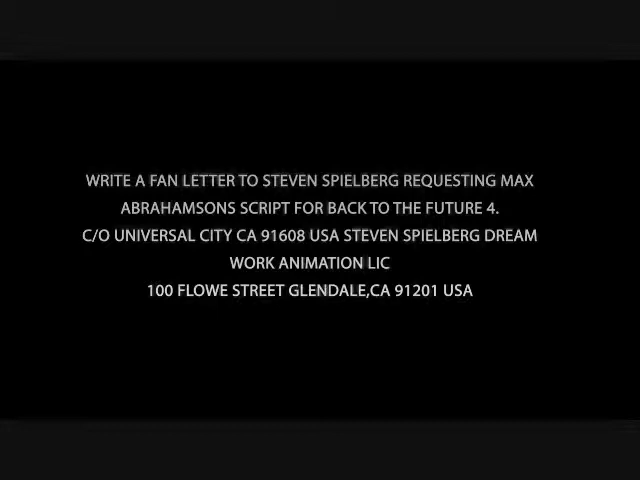 WRITE A FAN LETTER TO STEVEN SPIELBERG REQUESTING MAX
ABRAHAMSONS SCRIPT FOR BACK TO THE FUTURE 4.
C/O UNIVERSAL CITY CA 91608 USA STEVEN SPIELBERG DREAM
WORK ANIMATION LIC
100 FLOWE STREET GLENDALE,CA 91201 USA